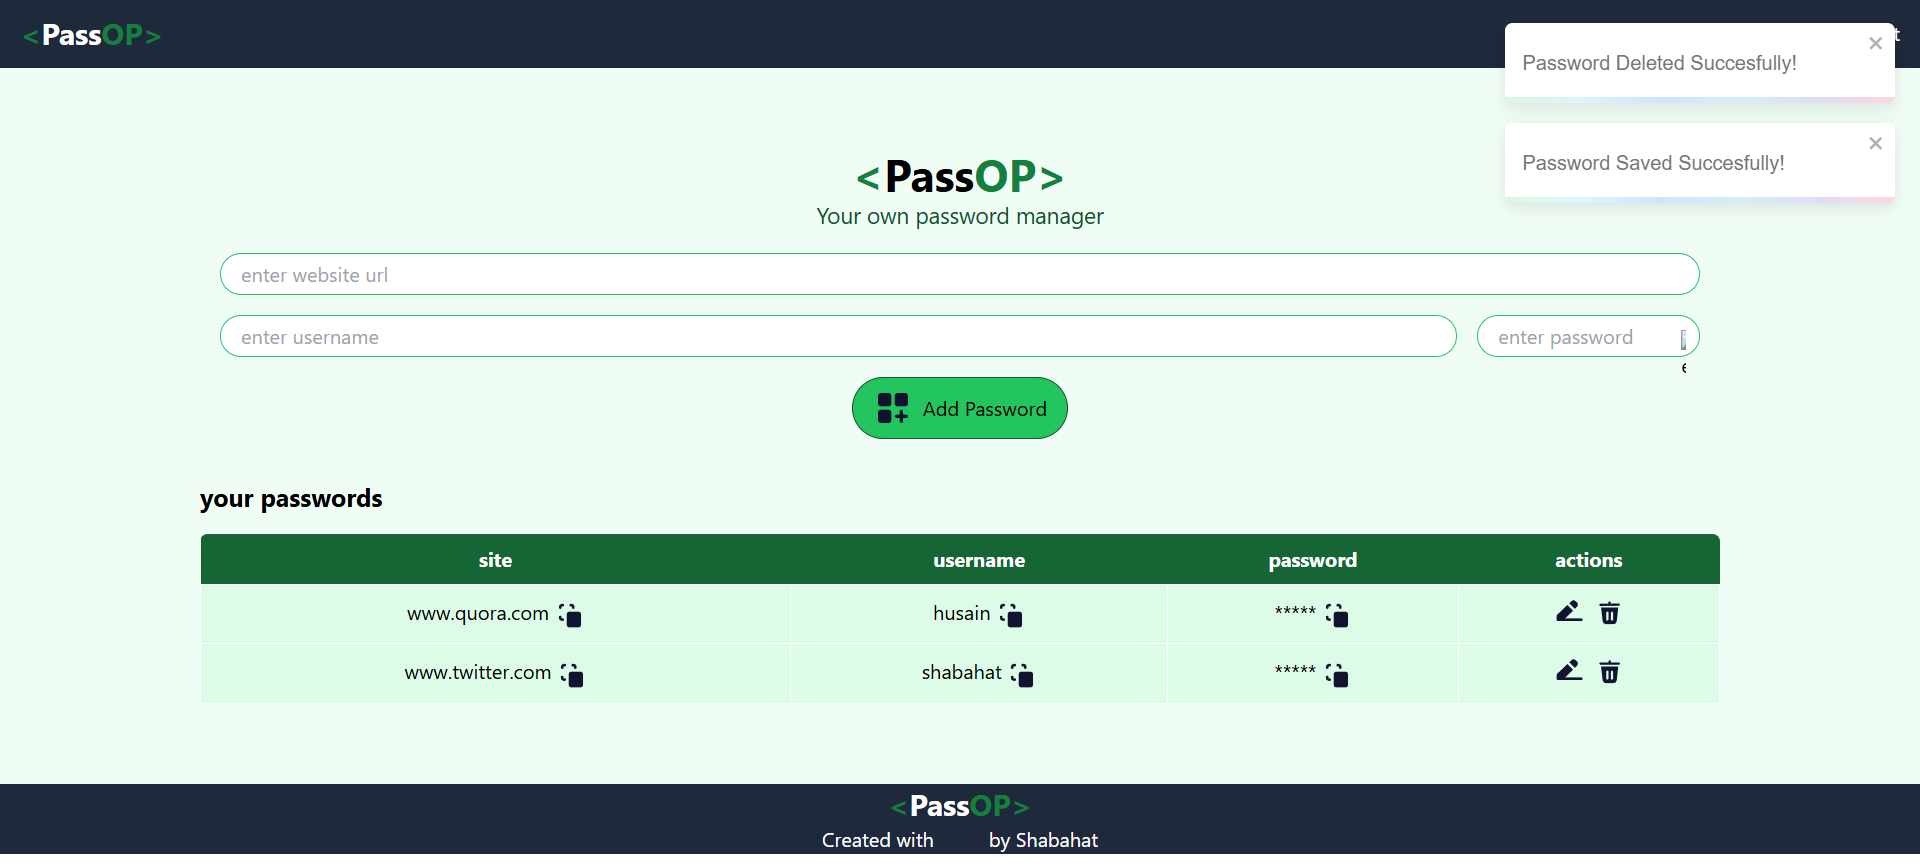 <PassOP>
Password Deleted Succesfully!
Password Saved Succesfully!
<PassOP>
Your own password manager
enter website url
enter username
enter password
Add Password
your passwords
site username password actions
www.quora.com husain *****
www.twitter.com shabahat *****
<PassOP>
Created with by Shabahat